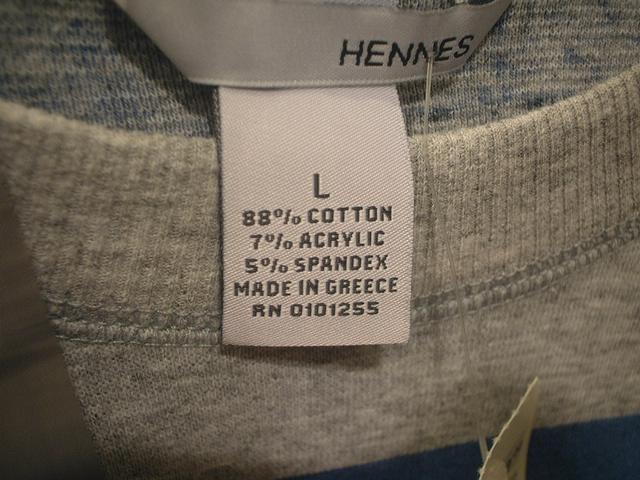 HENNES
L
88% COTTON
7% ACRYLIC
5% SPANDEX
MADE IN GREECE
RN 0101255